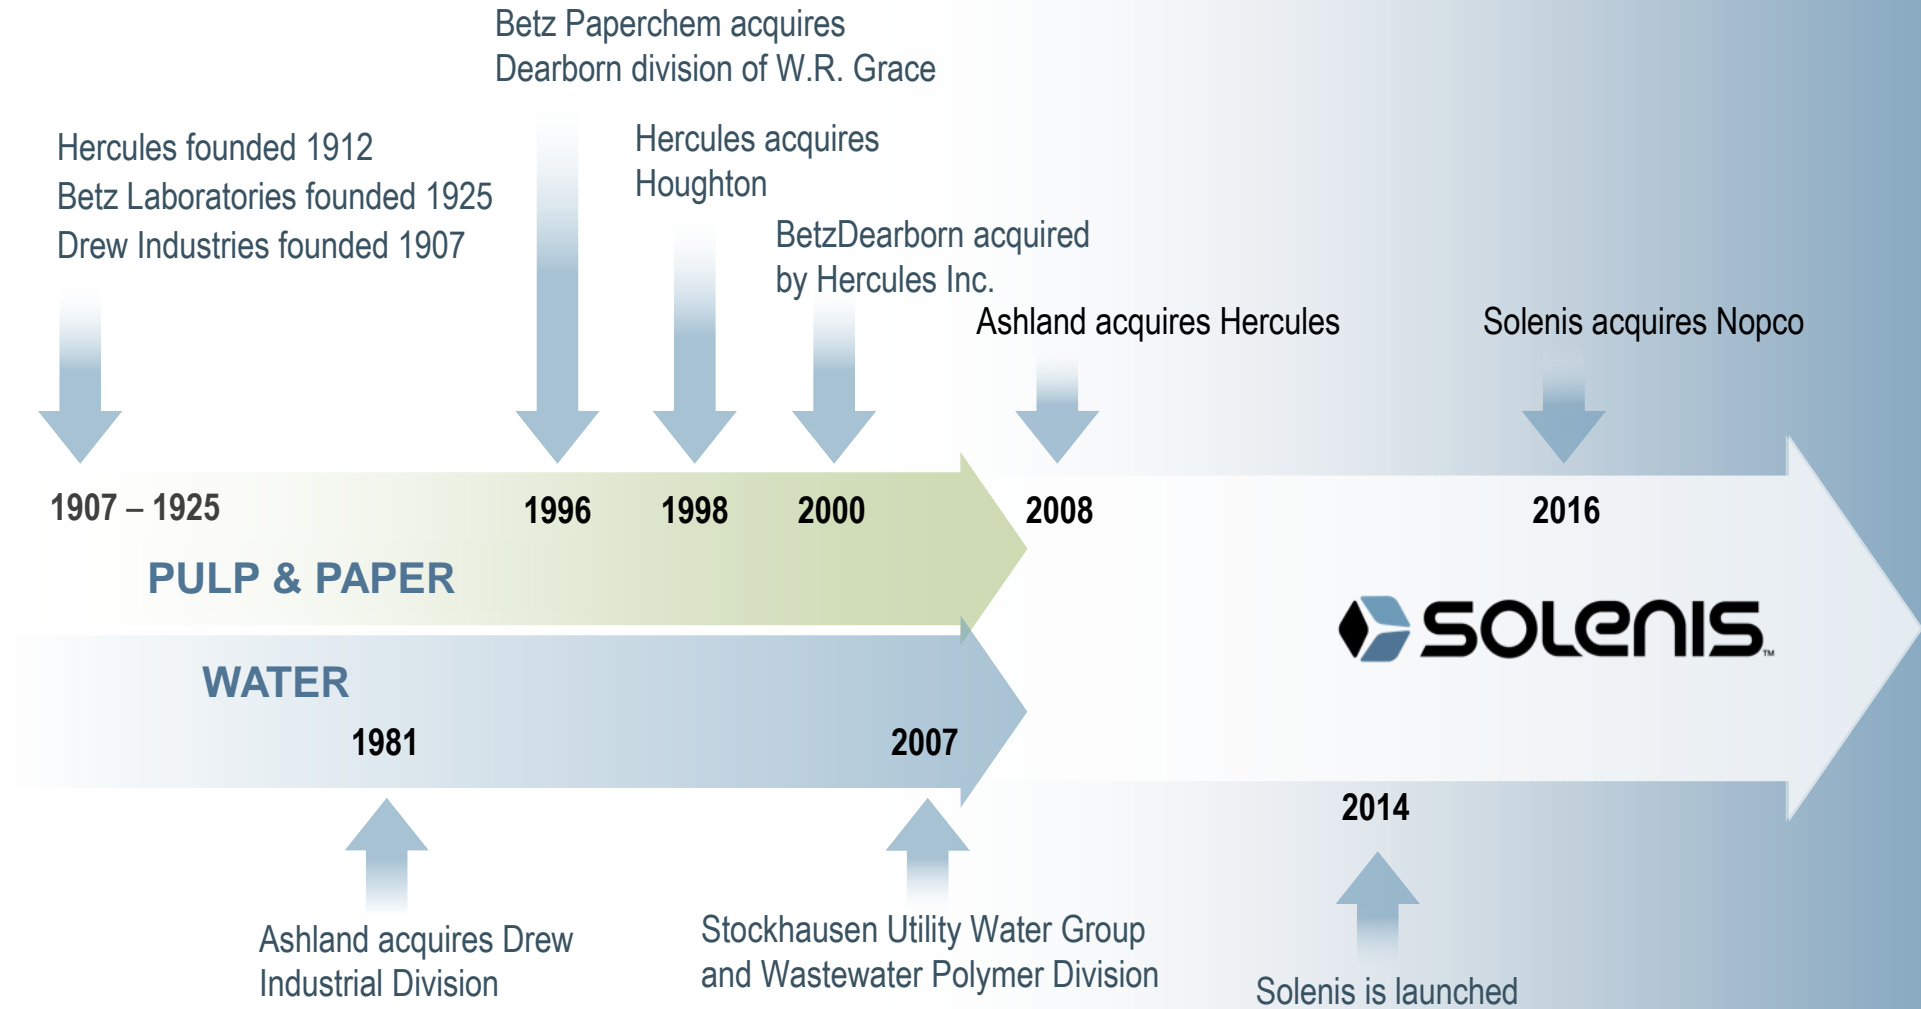 Betz Paperchem acquires
Dearborn division of W.R. Grace
Hercules founded 1912
Betz Laboratories founded 1925
Drew Industries founded 1907
Hercules acquires
Houghton
BetzDearborn acquired
by Hercules Inc.
Ashland acquires Hercules
Solenis acquires Nopco
1907 – 1925
1996
1998
2000
2008
2016
PULP & PAPER
SOLENIS™
WATER
1981
2007
2014
Ashland acquires Drew
Industrial Division
Stockhausen Utility Water Group
and Wastewater Polymer Division
Solenis is launched